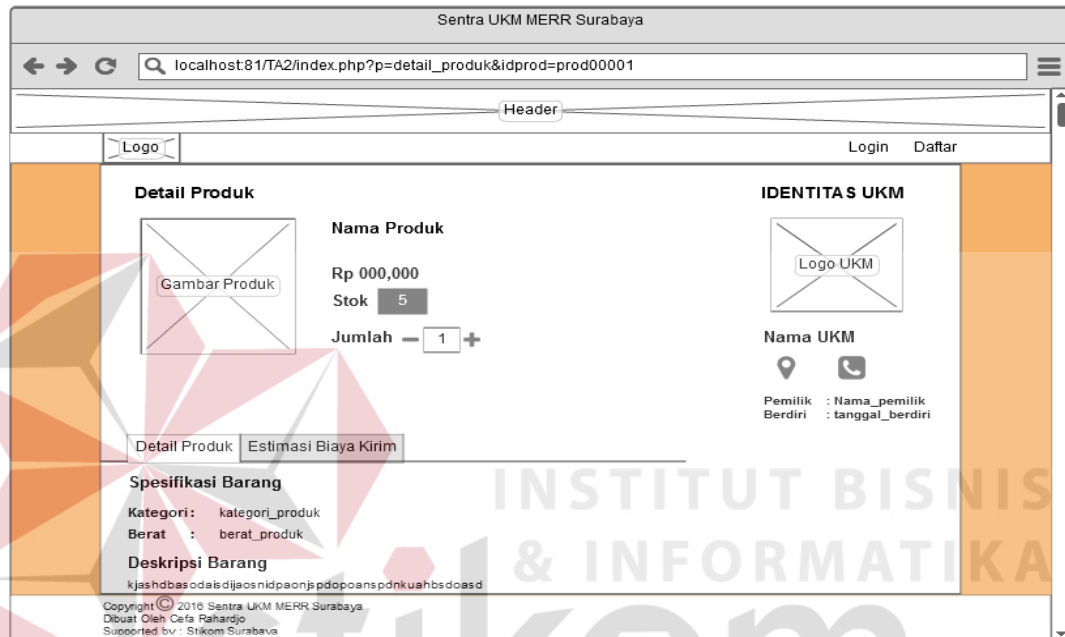 Sentra UKM MERR Surabaya
localhost:81/TA2/index.php?p=detail_produk&idprod=prod00001
Header
Logo
Login Daftar
Detail Produk
Gambar Produk
Nama Produk
Rp 000,000
Stok 5
Jumlah 1
IDENTITAS UKM
Logo UKM
Nama UKM
Pemilik : Nama_pemilik
Berdiri : tanggal_berdiri
Detail Produk Estimasi Biaya Kirim
Spesifikasi Barang
Kategori : kategori_produk
Berat : berat_produk
Deskripsi Barang
kjashdbasodaisdijaosnidpaonjspdopoanspdnkuahbsdoasd
Copyright © 2016 Sentra UKM MERR Surabaya
Dibuat Oleh Cefa Rahardjo
Supported by : Stikom Surabaya
INSTITUT BISNIS
& INFORMATIKA
stikom